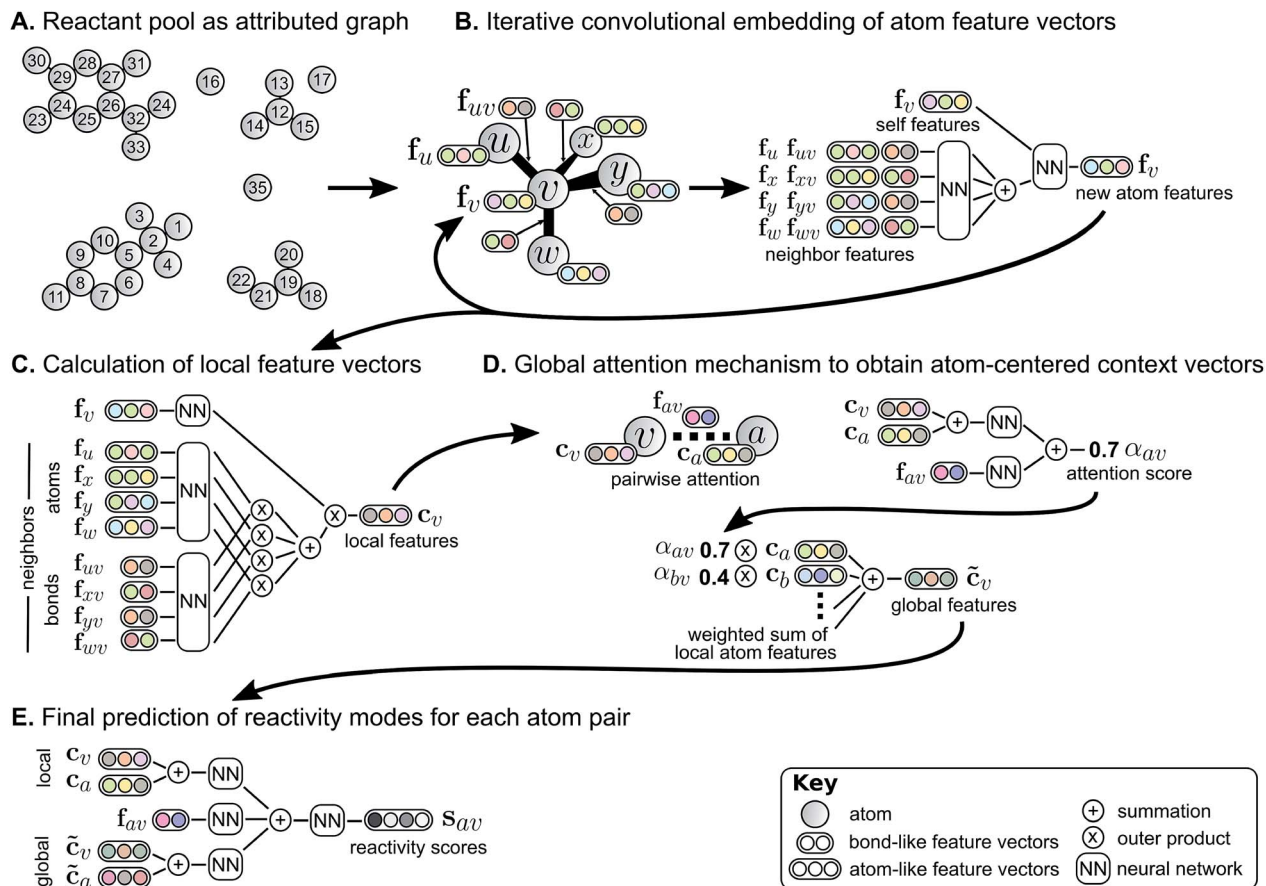 A. Reactant pool as attributed graph
30 28 31
29 27
24 26 24
23 25 32
33
16 13 17
12
14 15
35
3 1
10 2
9 5 4
8 6
11 7
20
22 19
21 18
B. Iterative convolutional embedding of atom feature vectors
f_uv
f_u u x
f_v v y
w
f_v
self features
f_u f_uv
f_x f_xv
f_y f_yv
f_w f_wv
neighbor features
NN
+
NN
f_v
new atom features
C. Calculation of local feature vectors
f_v NN
neighbors
atoms
f_u
f_x
f_y
f_w
NN
bonds
f_uv
f_xv
f_yv
f_wv
NN
x
x
x
x
+
x
c_v
local features
D. Global attention mechanism to obtain atom-centered context vectors
f_av
v a
c_v c_a
pairwise attention
c_v
c_a
+ NN
f_av NN
+ 0.7 α_av
attention score
α_av 0.7 x c_a
α_bv 0.4 x c_b
+ c̃_v
global features
weighted sum of
local atom features
E. Final prediction of reactivity modes for each atom pair
local
c_v
c_a
+ NN
f_av NN
global
c̃_v
c̃_a
+ NN
+ NN s_av
reactivity scores
Key
atom
bond-like feature vectors
atom-like feature vectors
+ summation
x outer product
NN neural network